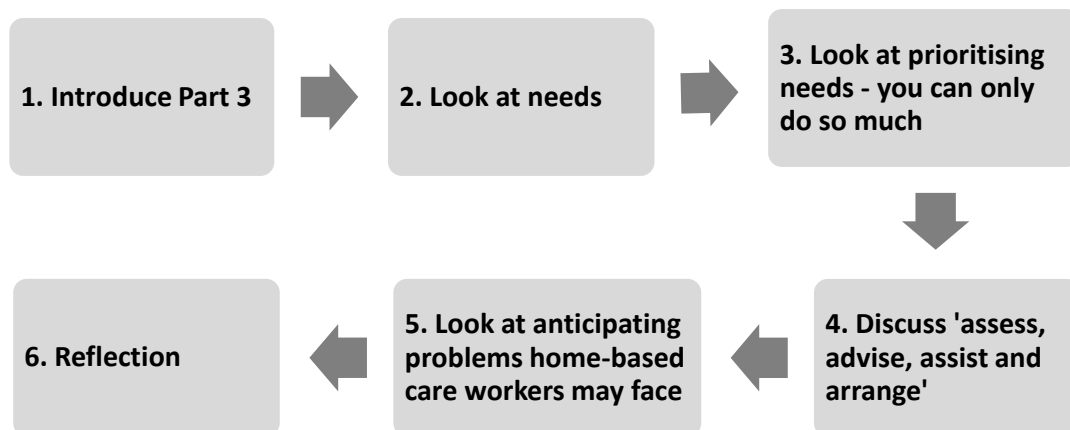 1. Introduce Part 3
2. Look at needs
3. Look at prioritising
needs - you can only
do so much
4. Discuss 'assess,
advise, assist and
arrange'
5. Look at anticipating
problems home-based
care workers may face
6. Reflection